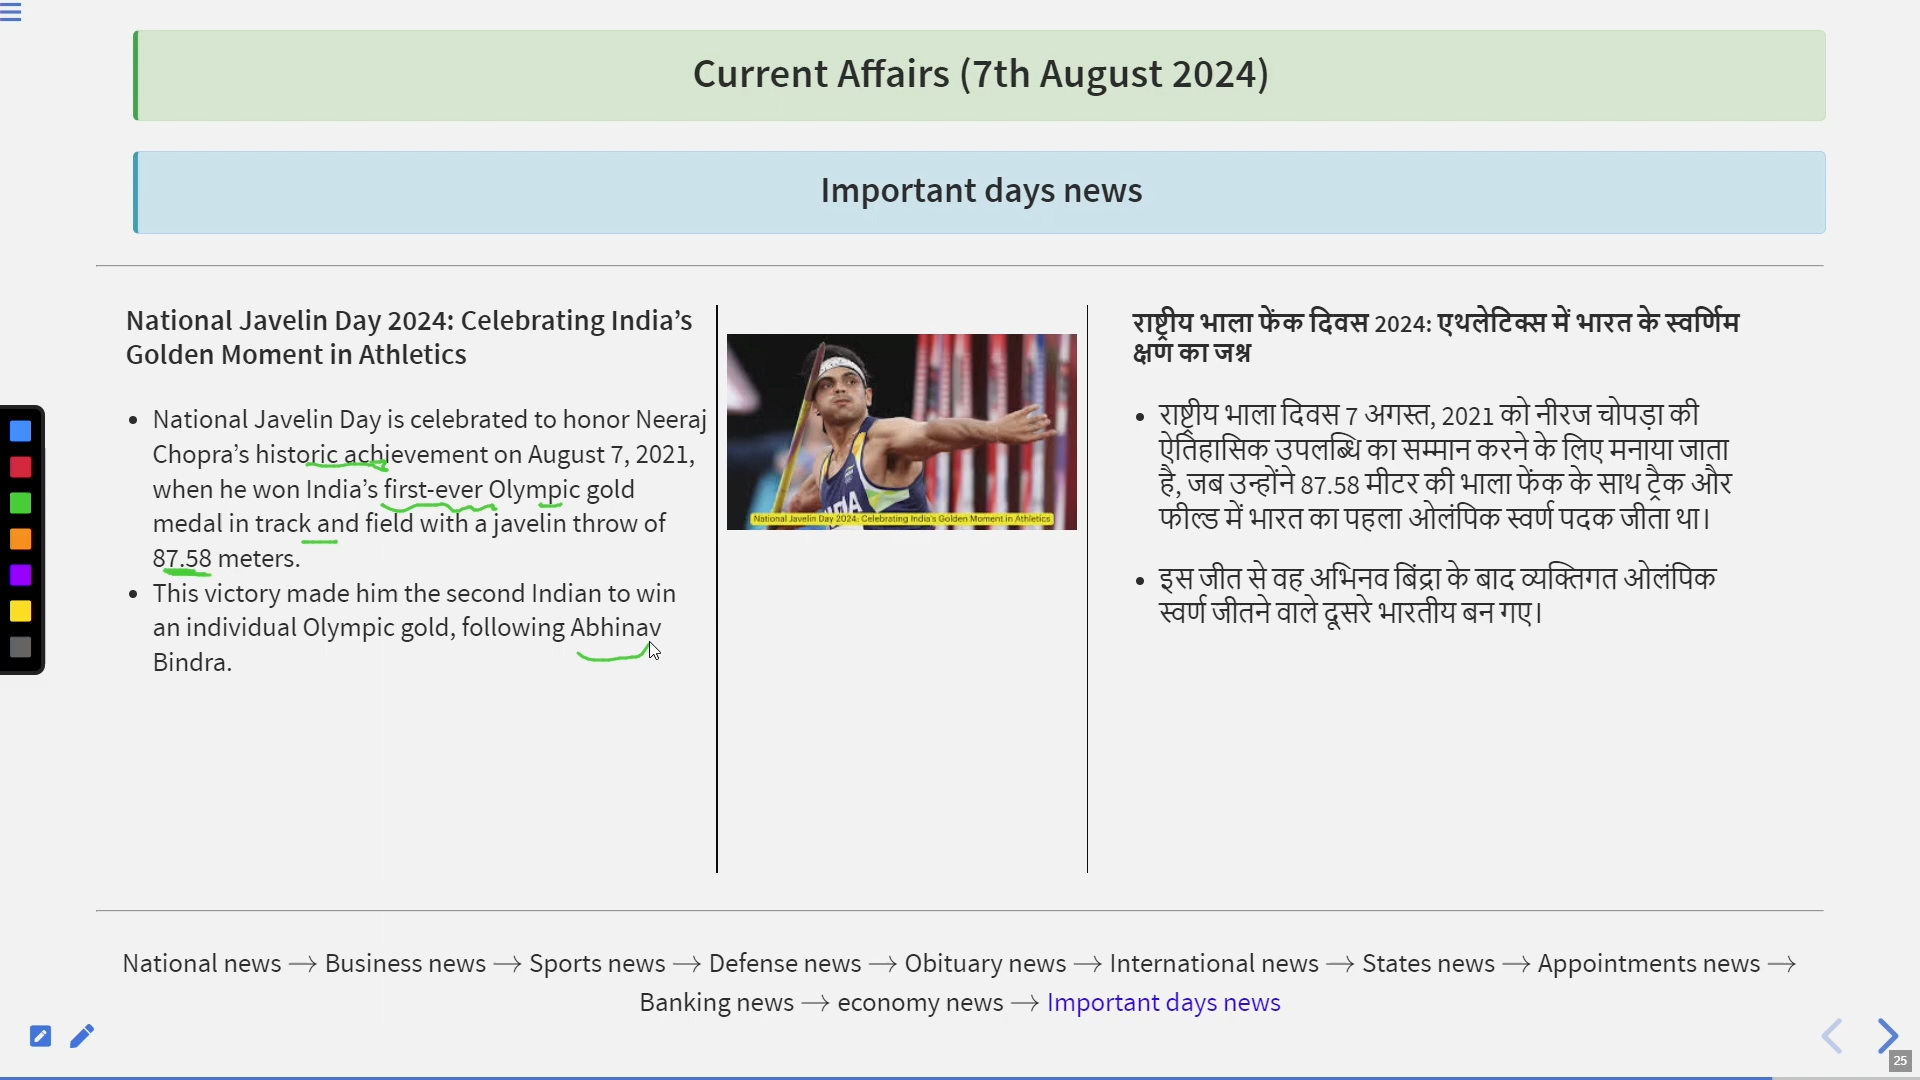 Current Affairs (7th August 2024)
Important days news
National Javelin Day 2024: Celebrating India’s
Golden Moment in Athletics
• National Javelin Day is celebrated to honor Neeraj
Chopra’s historic achievement on August 7, 2021,
when he won India’s first-ever Olympic gold
medal in track and field with a javelin throw of
87.58 meters.
• This victory made him the second Indian to win
an individual Olympic gold, following Abhinav
Bindra.
INDIA
National Javelin Day 2024: Celebrating India's Golden Moment in Athletics
राष्ट्रीय भाला फेंक दिवस 2024: एथलेटिक्स में भारत के स्वर्णिम
क्षण का जश्न
• राष्ट्रीय भाला दिवस 7 अगस्त, 2021 को नीरज चोपड़ा की
ऐतिहासिक उपलब्धि का सम्मान करने के लिए मनाया जाता
है, जब उन्होंने 87.58 मीटर की भाला फेंक के साथ ट्रैक और
फील्ड में भारत का पहला ओलंपिक स्वर्ण पदक जीता था।
• इस जीत से वह अभिनव बिंद्रा के बाद व्यक्तिगत ओलंपिक
स्वर्ण जीतने वाले दूसरे भारतीय बन गए।
National news → Business news → Sports news → Defense news → Obituary news → International news → States news → Appointments news →
Banking news → economy news → Important days news
25